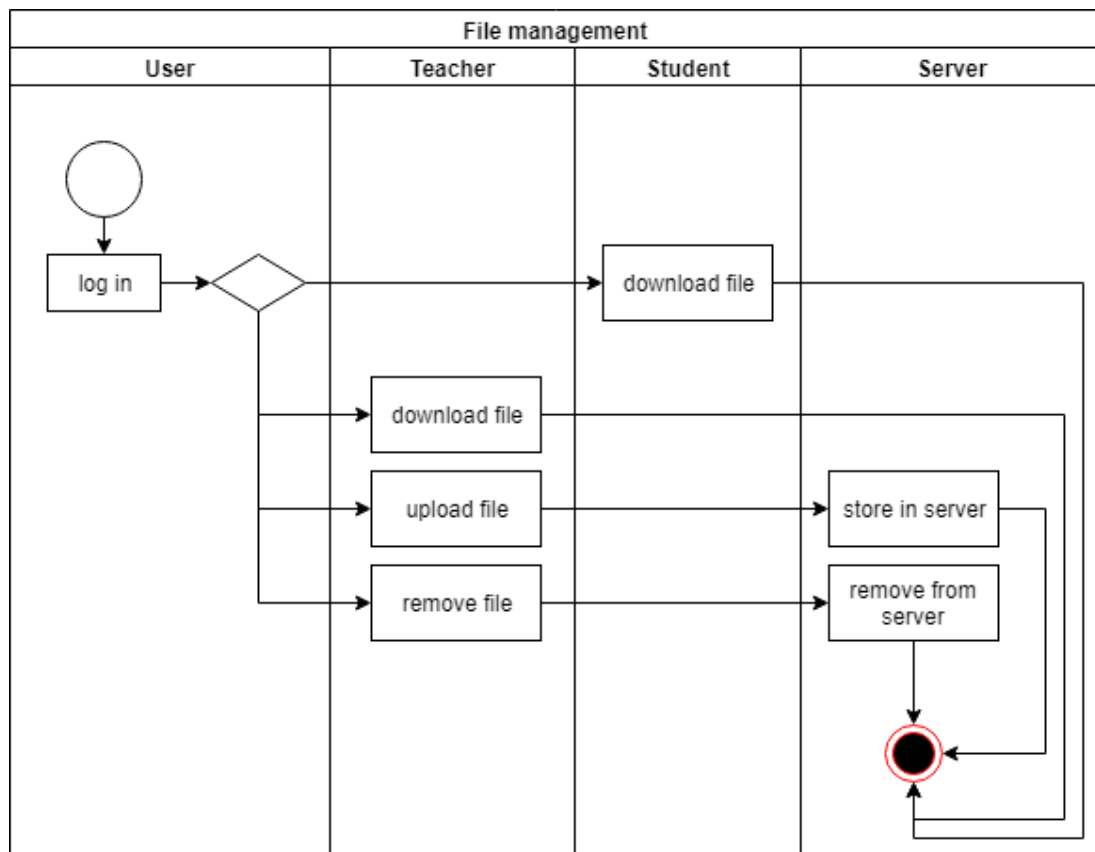 File management
User
Teacher
Student
Server
log in
download file
download file
upload file
store in server
remove file
remove from
server